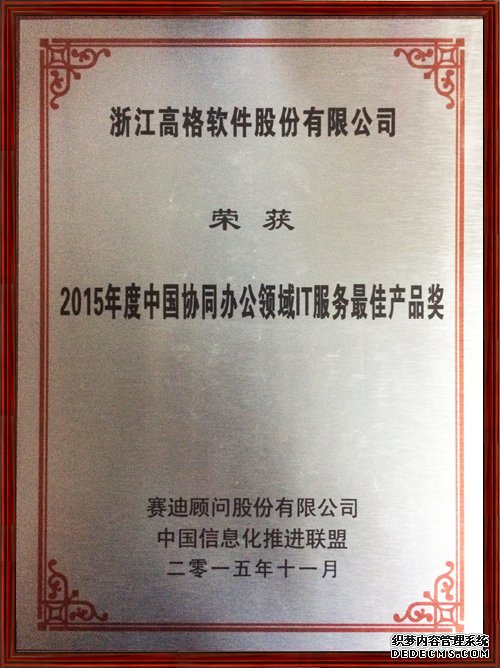 浙江高格软件股份有限公司
荣 获
2015年度中国协同办公领域IT服务最佳产品奖
赛迪顾问股份有限公司
中国信息化推进联盟
二零一五年十一月
织梦内容管理系统
DEDECMS.COM